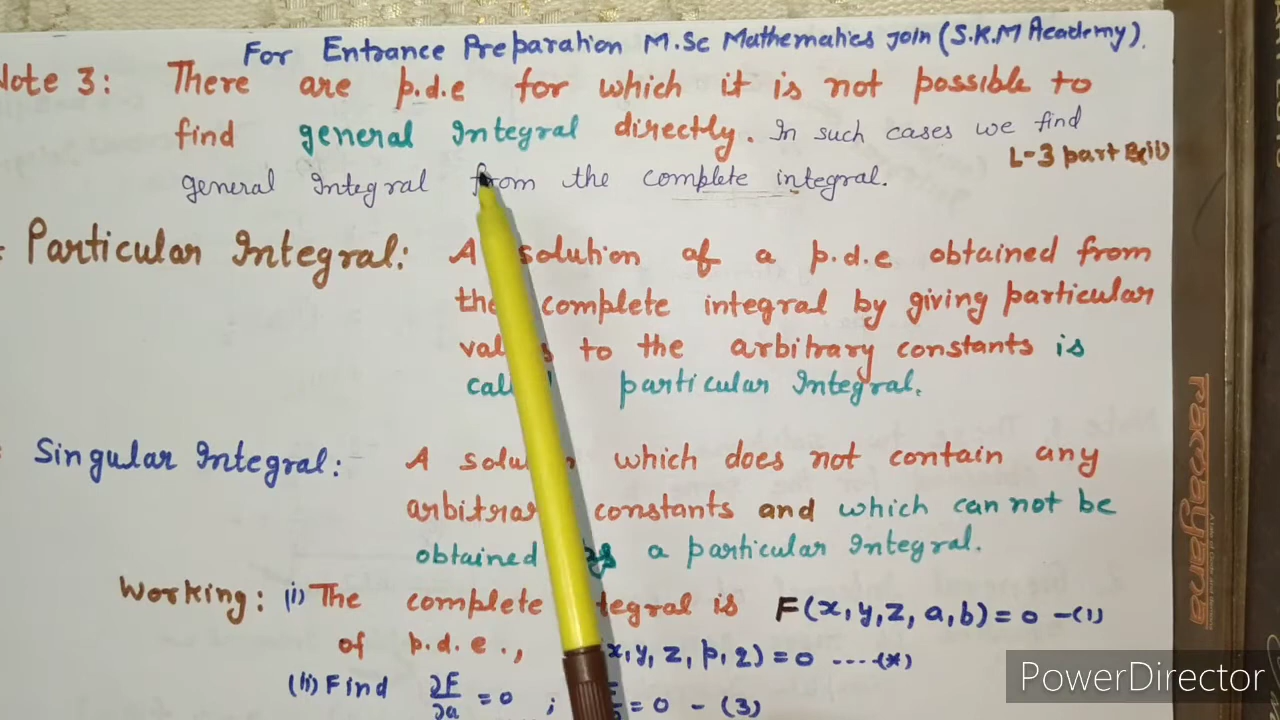 For Entrance Preparation M.Sc Mathematics Join (S.K.M Academy).
Note 3: There are p.d.e for which it is not possible to
find general Integral directly. In such cases we find
L-3 part B(ii)
general Integral from the complete integral.
Particular Integral: A solution of a p.d.e obtained from
the complete integral by giving particular
to the arbitrary constants is
particular Integral.
Singular Integral: A which does not contain any
constants and which can not be
obtained by a particular Integral.
Working: (i) The complete is F(x,y,z,a,b)=0 -(1)
of p.d.e., x,y,z,p,q)=0 ----(*)
(ii) Find ∂F/∂a = 0 ; = 0 - (3)
Facayana
PowerDirector